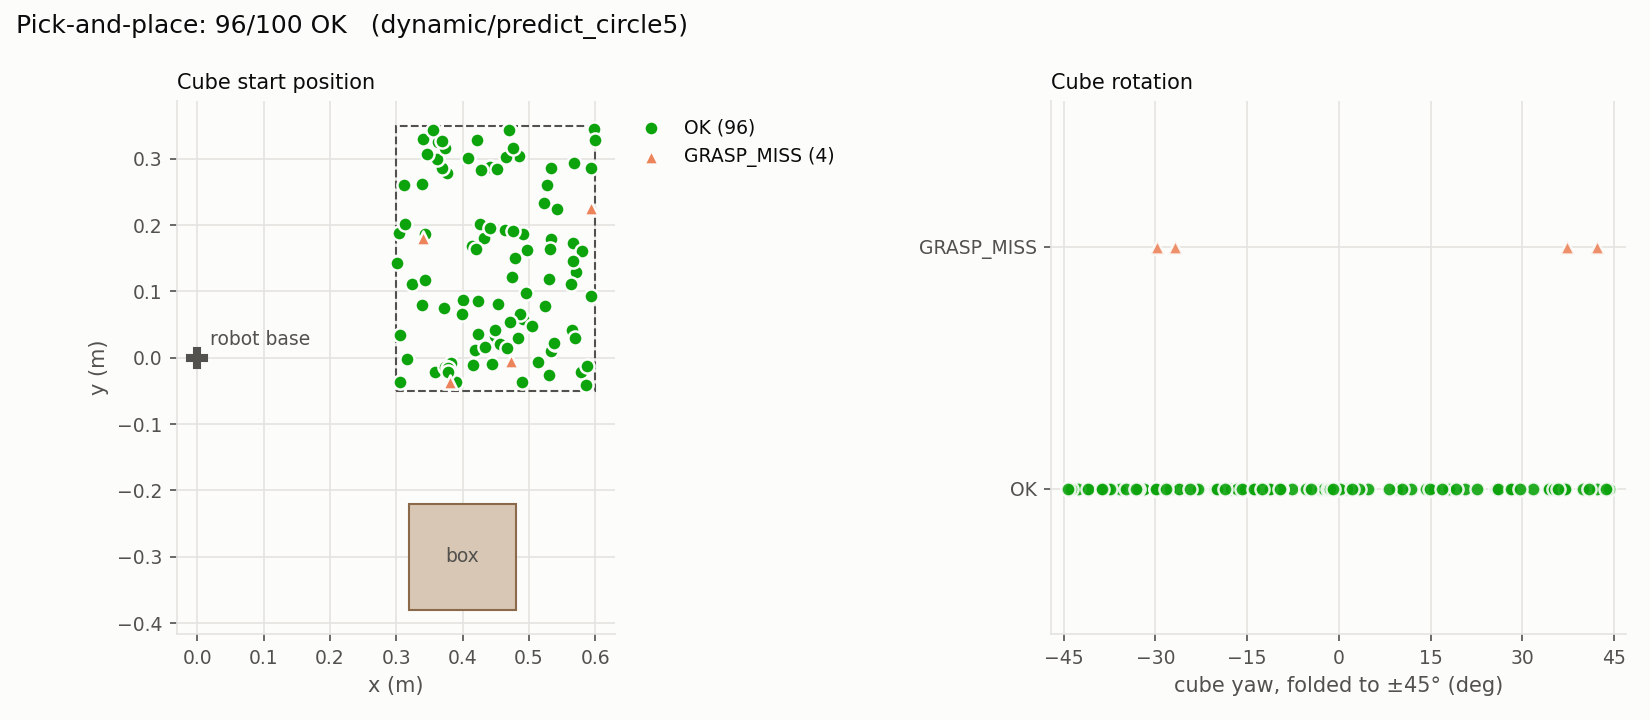 Pick-and-place: 96/100 OK   (dynamic/predict_circle5)
Cube start position
OK (96)
GRASP_MISS (4)
robot base
box
y (m)
0.3
0.2
0.1
0.0
−0.1
−0.2
−0.3
−0.4
0.0 0.1 0.2 0.3 0.4 0.5 0.6
x (m)
Cube rotation
GRASP_MISS
OK
−45 −30 −15 0 15 30 45
cube yaw, folded to ±45° (deg)